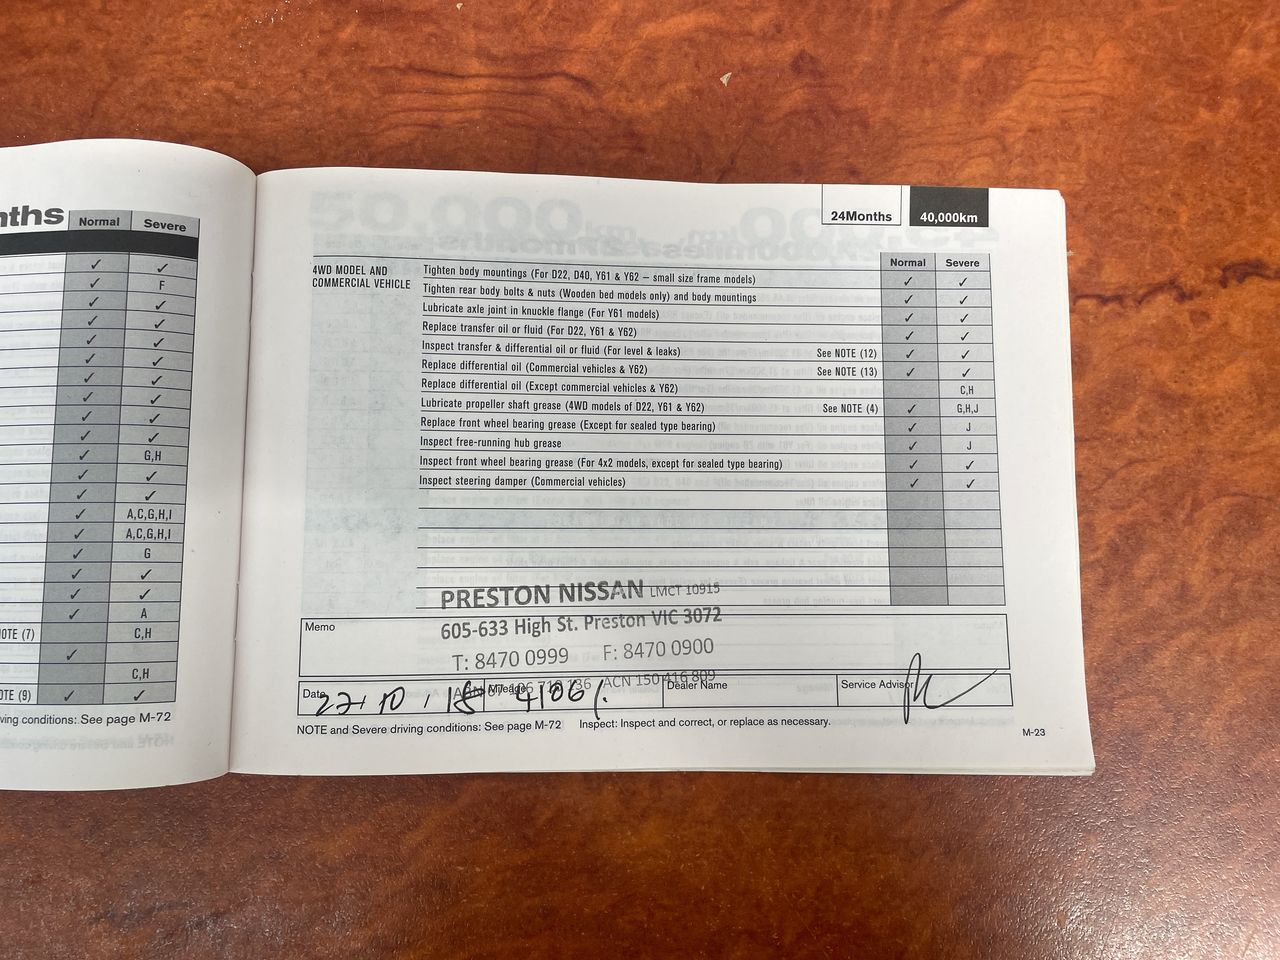 nths Normal Severe
✓ ✓
✓ F
✓ ✓
✓ ✓
✓ ✓
✓ ✓
✓ ✓
✓ ✓
✓ ✓
✓ ✓
✓ G,H
✓ ✓
✓ ✓
✓ A,C,G,H,I
✓ A,C,G,H,I
✓ G
✓ ✓
✓ ✓
✓ A
OTE (7) C,H
✓
C,H
TE (9) ✓ ✓
ving conditions: See page M-72
24Months 40,000km
Normal Severe
4WD MODEL AND
COMMERCIAL VEHICLE
Tighten body mountings (For D22, D40, Y61 & Y62 – small size frame models) ✓ ✓
Tighten rear body bolts & nuts (Wooden bed models only) and body mountings ✓ ✓
Lubricate axle joint in knuckle flange (For Y61 models) ✓ ✓
Replace transfer oil or fluid (For D22, Y61 & Y62) ✓ ✓
Inspect transfer & differential oil or fluid (For level & leaks) See NOTE (12) ✓ ✓
Replace differential oil (Commercial vehicles & Y62) See NOTE (13) ✓ ✓
Replace differential oil (Except commercial vehicles & Y62) C,H
Lubricate propeller shaft grease (4WD models of D22, Y61 & Y62) See NOTE (4) ✓ G,H,J
Replace front wheel bearing grease (Except for sealed type bearing) ✓ J
Inspect free-running hub grease ✓ J
Inspect front wheel bearing grease (For 4x2 models, except for sealed type bearing) ✓ ✓
Inspect steering damper (Commercial vehicles) ✓ ✓
PRESTON NISSAN LMCT 10915
Memo
605-633 High St. Preston VIC 3072
T: 8470 0999 F: 8470 0900
ACN 150 416 809
Date Mileage Dealer Name Service Advisor
NOTE and Severe driving conditions: See page M-72 Inspect: Inspect and correct, or replace as necessary.
M-23